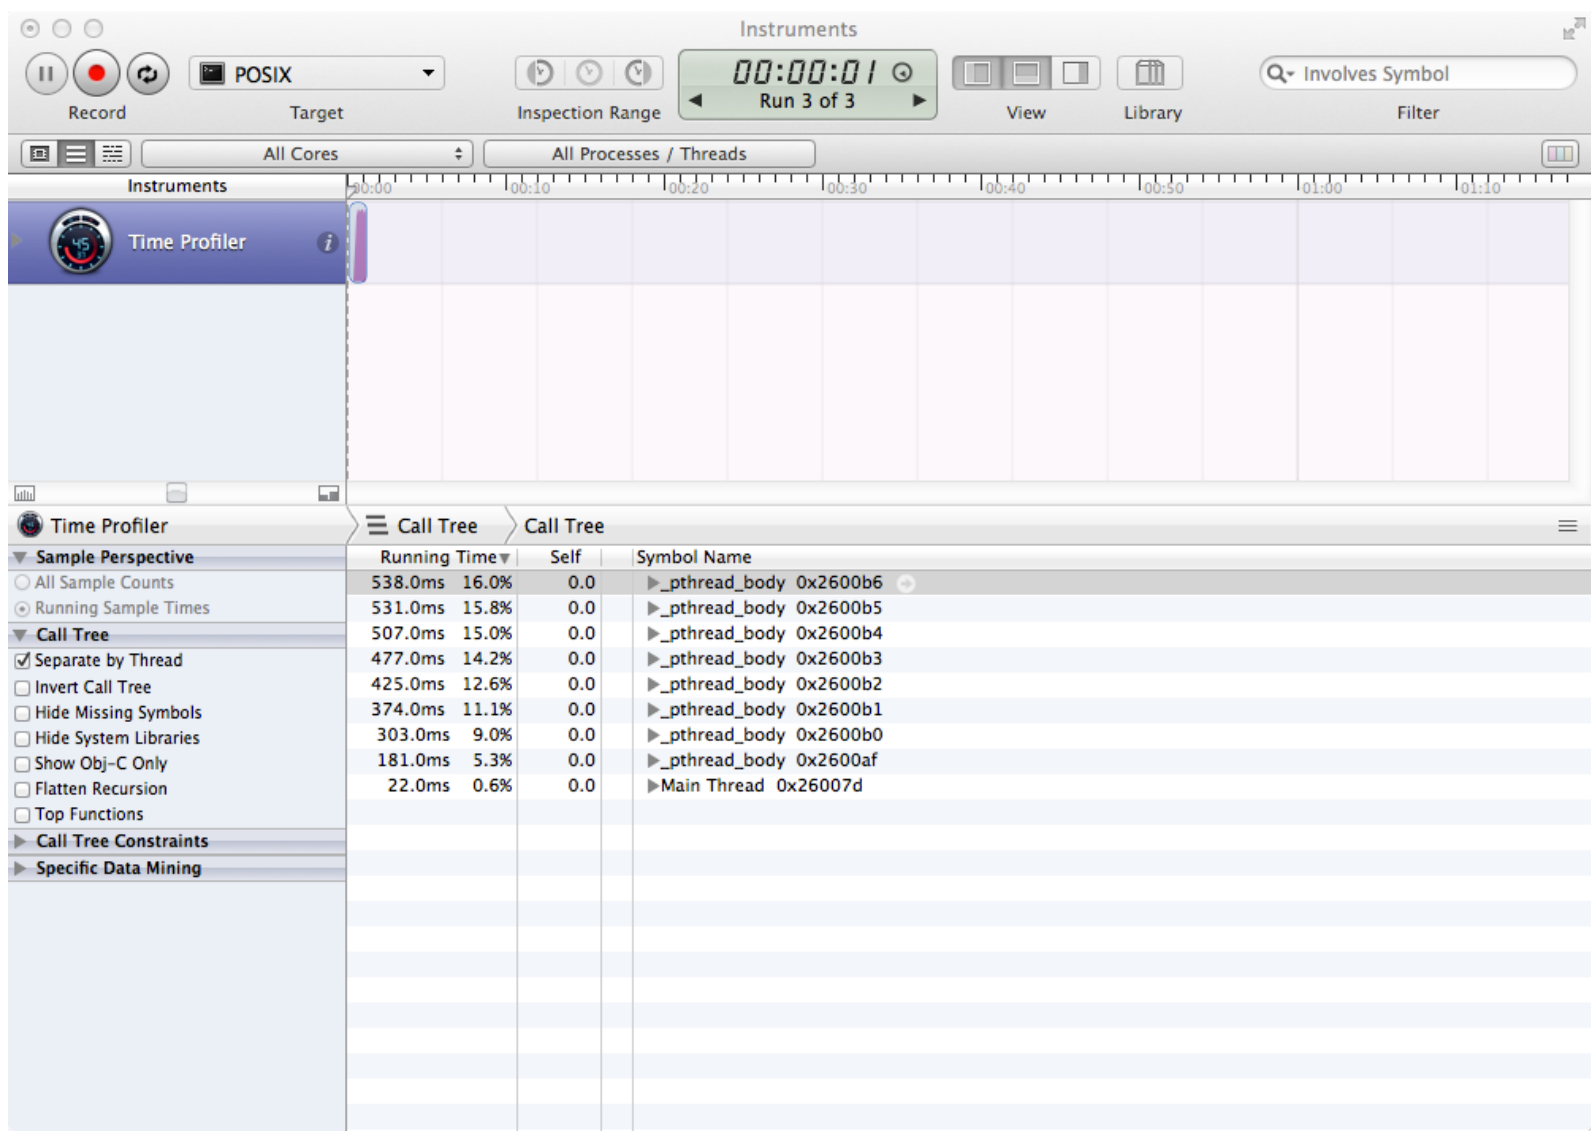 Instruments
POSIX
00:00:01
Run 3 of 3
Involves Symbol
Record
Target
Inspection Range
View
Library
Filter
All Cores
All Processes / Threads
Instruments
00:00 00:10 00:20 00:30 00:40 00:50 01:00 01:10
Time Profiler
Time Profiler
Call Tree
Call Tree
Sample Perspective
All Sample Counts
Running Sample Times
Call Tree
Separate by Thread
Invert Call Tree
Hide Missing Symbols
Hide System Libraries
Show Obj-C Only
Flatten Recursion
Top Functions
Call Tree Constraints
Specific Data Mining
Running Time Self Symbol Name
538.0ms 16.0% 0.0 _pthread_body 0x2600b6
531.0ms 15.8% 0.0 _pthread_body 0x2600b5
507.0ms 15.0% 0.0 _pthread_body 0x2600b4
477.0ms 14.2% 0.0 _pthread_body 0x2600b3
425.0ms 12.6% 0.0 _pthread_body 0x2600b2
374.0ms 11.1% 0.0 _pthread_body 0x2600b1
303.0ms 9.0% 0.0 _pthread_body 0x2600b0
181.0ms 5.3% 0.0 _pthread_body 0x2600af
22.0ms 0.6% 0.0 Main Thread 0x26007d